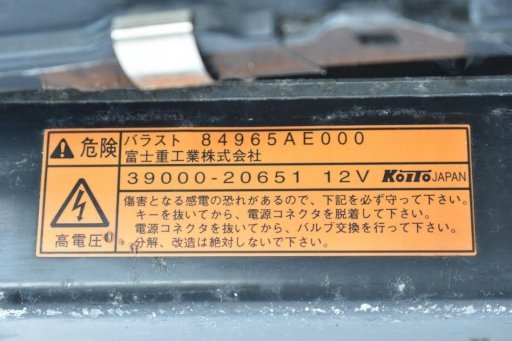 危険
バラスト 84965AE000
富士重工業株式会社
39000-20651 12V KOITO JAPAN
高電圧
傷害となる感電の恐れがあるので、下記を必ず守って下さい。
キーを抜いてから、電源コネクタを脱着して下さい。
電源コネクタを抜いてから、バルブ交換を行って下さい。
分解、改造は絶対しないで下さい。